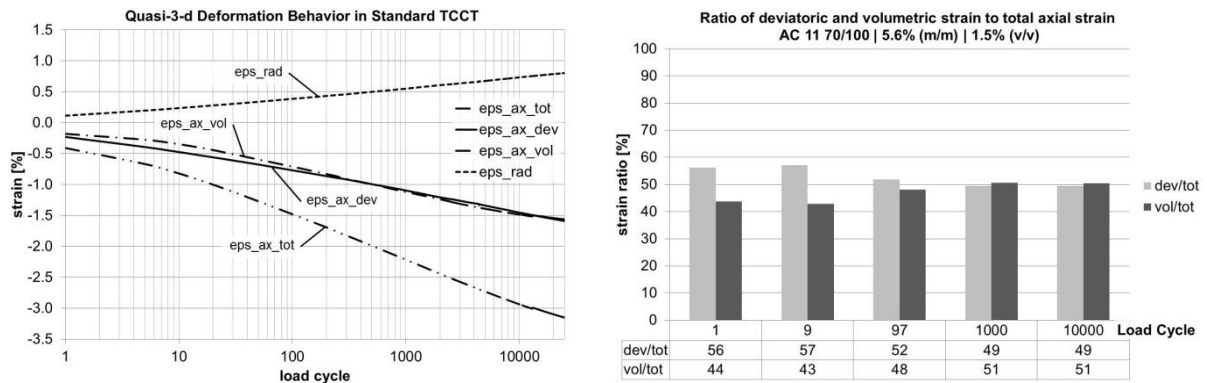 Quasi-3-d Deformation Behavior in Standard TCCT
strain [%]
1.5
1.0
0.5
0.0
-0.5
-1.0
-1.5
-2.0
-2.5
-3.0
-3.5
eps_rad
eps_ax_vol
eps_ax_dev
eps_ax_tot
eps_ax_tot
eps_ax_dev
eps_ax_vol
eps_rad
1 10 100 1000 10000
load cycle
Ratio of deviatoric and volumetric strain to total axial strain
AC 11 70/100 | 5.6% (m/m) | 1.5% (v/v)
strain ratio [%]
100
90
80
70
60
50
40
30
20
10
0
dev/tot
vol/tot
1 9 97 1000 10000 Load Cycle
dev/tot 56 57 52 49 49
vol/tot 44 43 48 51 51